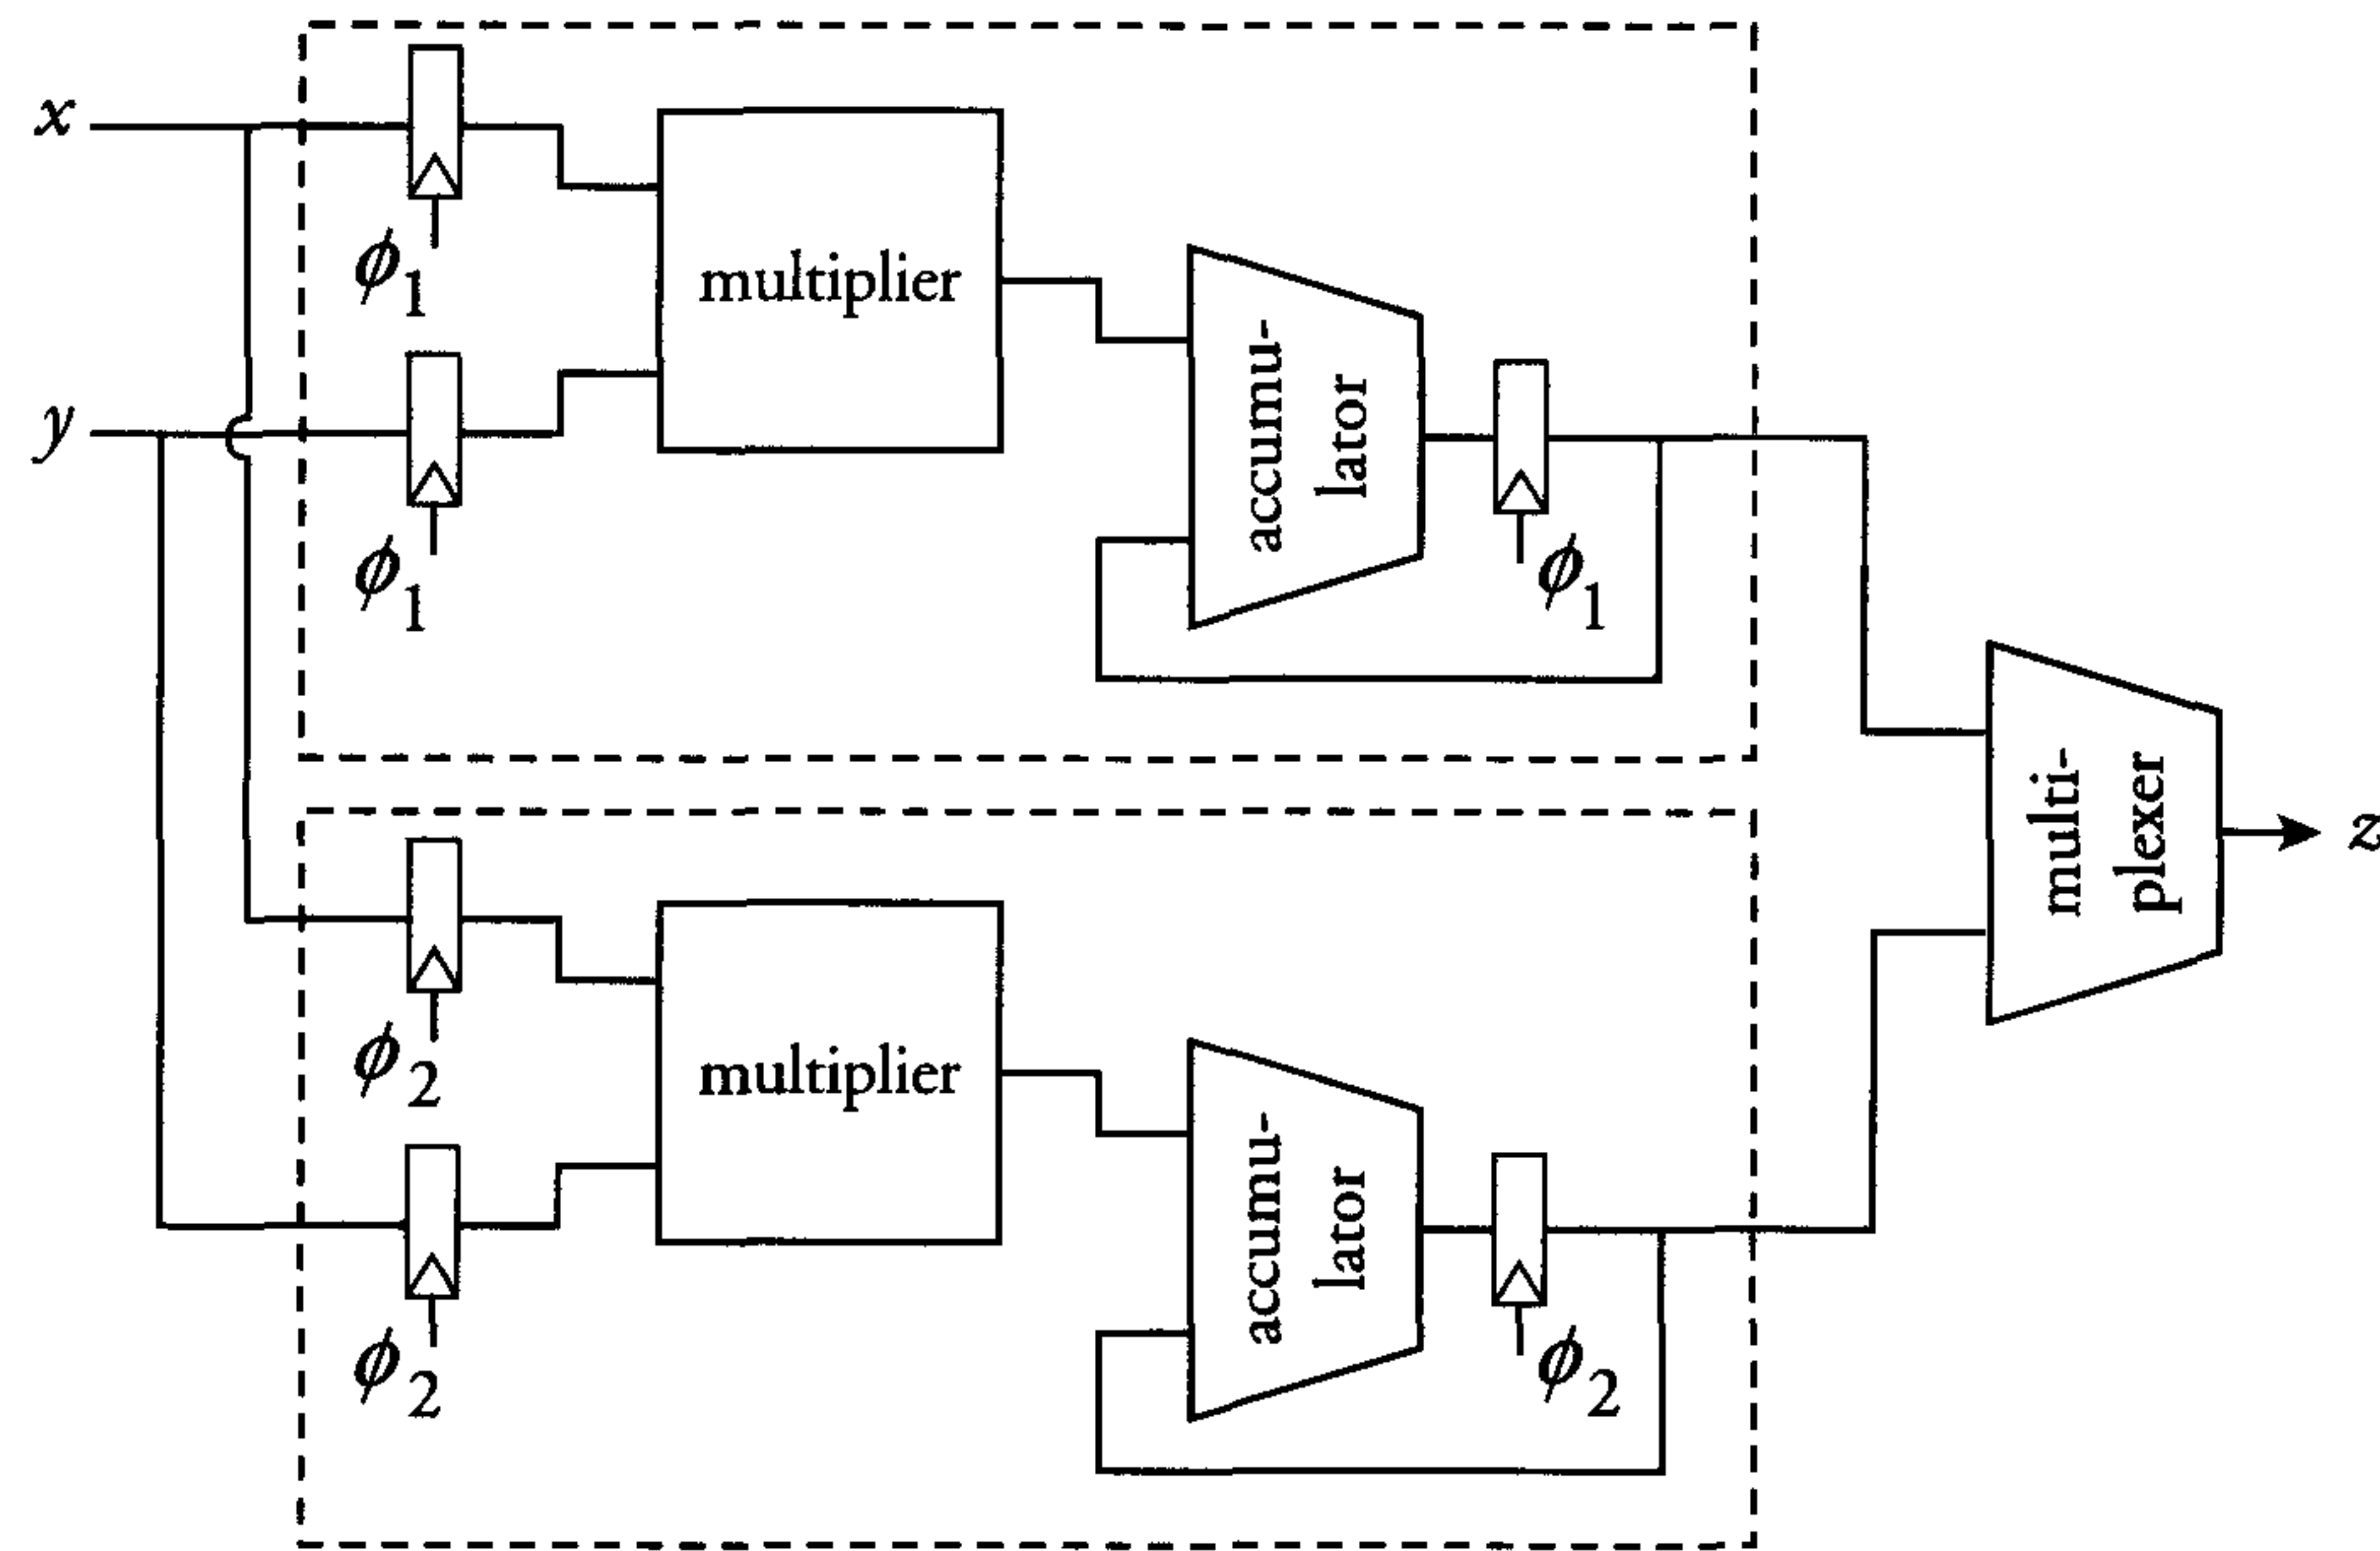 x
ϕ1
multiplier
accumu-
lator
y
ϕ1
ϕ1
multi-
plexer
z
ϕ2
multiplier
accumu-
lator
ϕ2
ϕ2